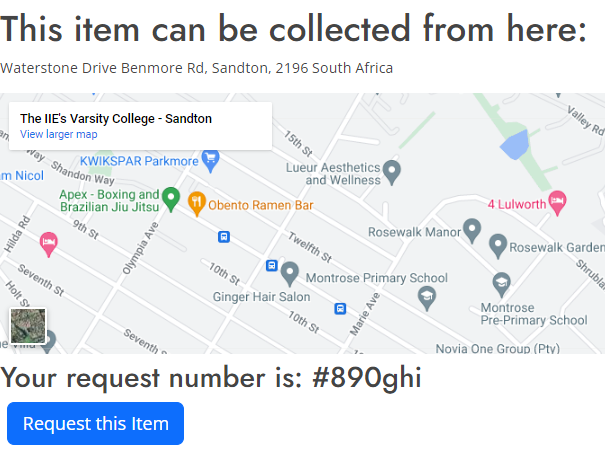 This item can be collected from here:
Waterstone Drive Benmore Rd, Sandton, 2196 South Africa
The IIE's Varsity College - Sandton
View larger map
15th St
Valley Rd
Way
Shandon Way
KWIKSPAR Parkmore
Lueur Aesthetics
and Wellness
am Nicol
Apex - Boxing and
Brazilian Jiu Jitsu
Obento Ramen Bar
4 Lulworth
Hilda Rd
9th St
Olympia Ave
Twelfth St
Rosewalk Manor
Rosewalk Garden
Seventh St
10th St
Montrose Primary School
Shrubla
Holt St
Ginger Hair Salon
Marie Ave
Montrose
Pre-Primary School
10th St
Seventh
Novia One Group (Pty)
Your request number is: #890ghi
Request this Item